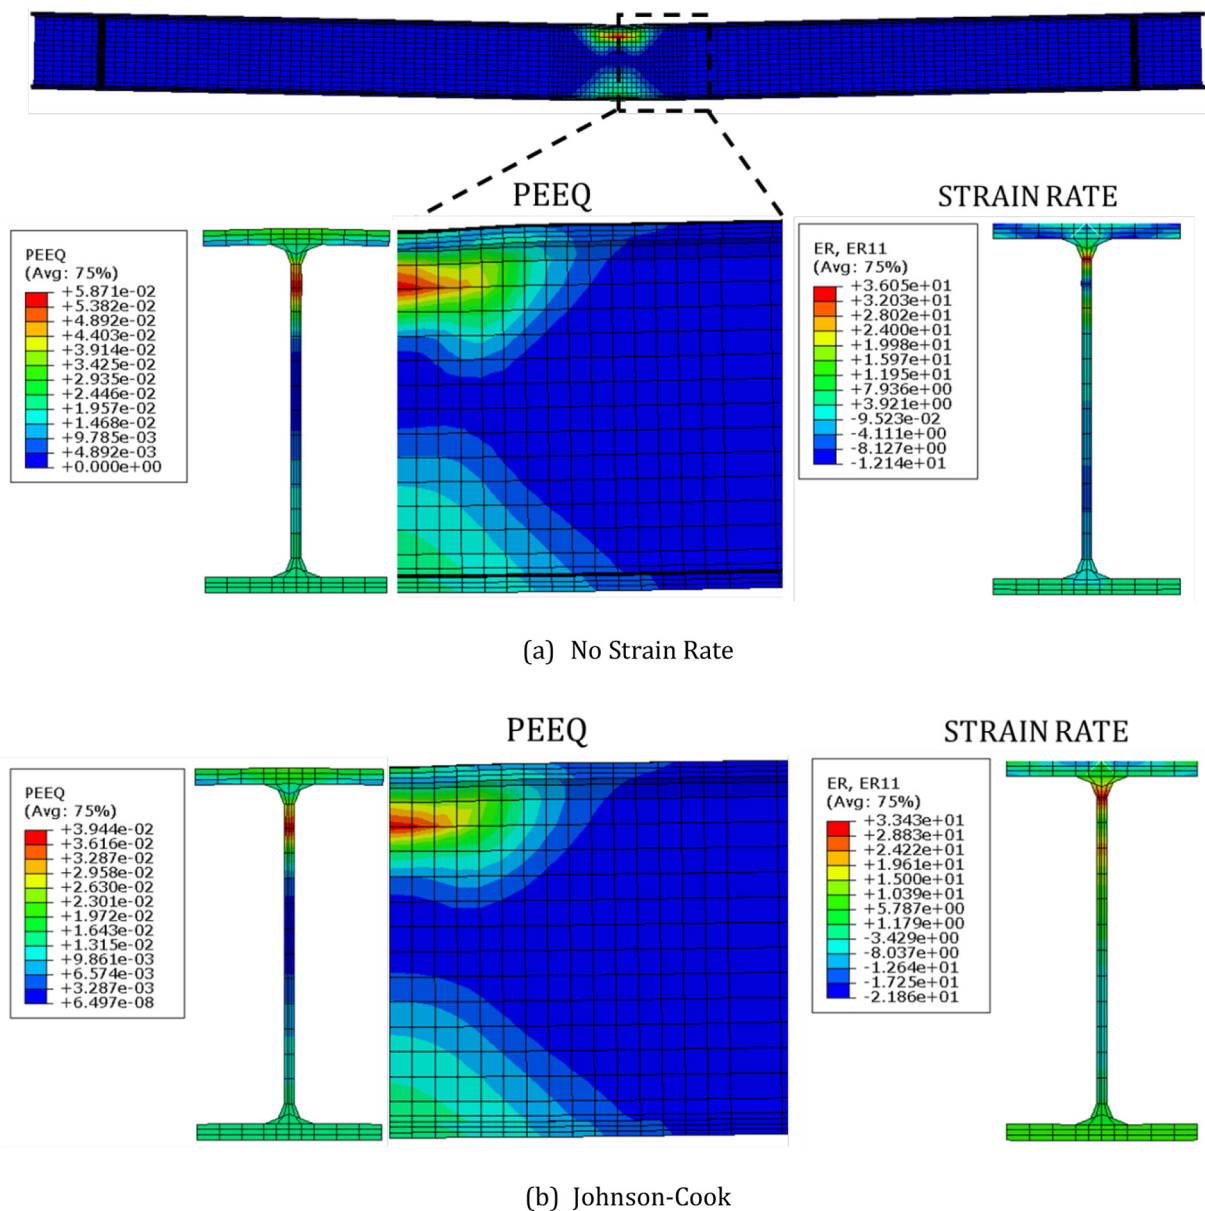 PEEQ
STRAIN RATE
PEEQ
(Avg: 75%)
+5.871e-02
+5.382e-02
+4.892e-02
+4.403e-02
+3.914e-02
+3.425e-02
+2.935e-02
+2.446e-02
+1.957e-02
+1.468e-02
+9.785e-03
+4.892e-03
+0.000e+00
ER, ER11
(Avg: 75%)
+3.605e+01
+3.203e+01
+2.802e+01
+2.400e+01
+1.998e+01
+1.597e+01
+1.195e+01
+7.936e+00
+3.921e+00
-9.523e-02
-4.111e+00
-8.127e+00
-1.214e+01
(a) No Strain Rate
PEEQ
STRAIN RATE
PEEQ
(Avg: 75%)
+3.944e-02
+3.616e-02
+3.287e-02
+2.958e-02
+2.630e-02
+2.301e-02
+1.972e-02
+1.643e-02
+1.315e-02
+9.861e-03
+6.574e-03
+3.287e-03
+6.497e-08
ER, ER11
(Avg: 75%)
+3.343e+01
+2.883e+01
+2.422e+01
+1.961e+01
+1.500e+01
+1.039e+01
+5.787e+00
+1.179e+00
-3.429e+00
-8.037e+00
-1.264e+01
-1.725e+01
-2.186e+01
(b) Johnson-Cook